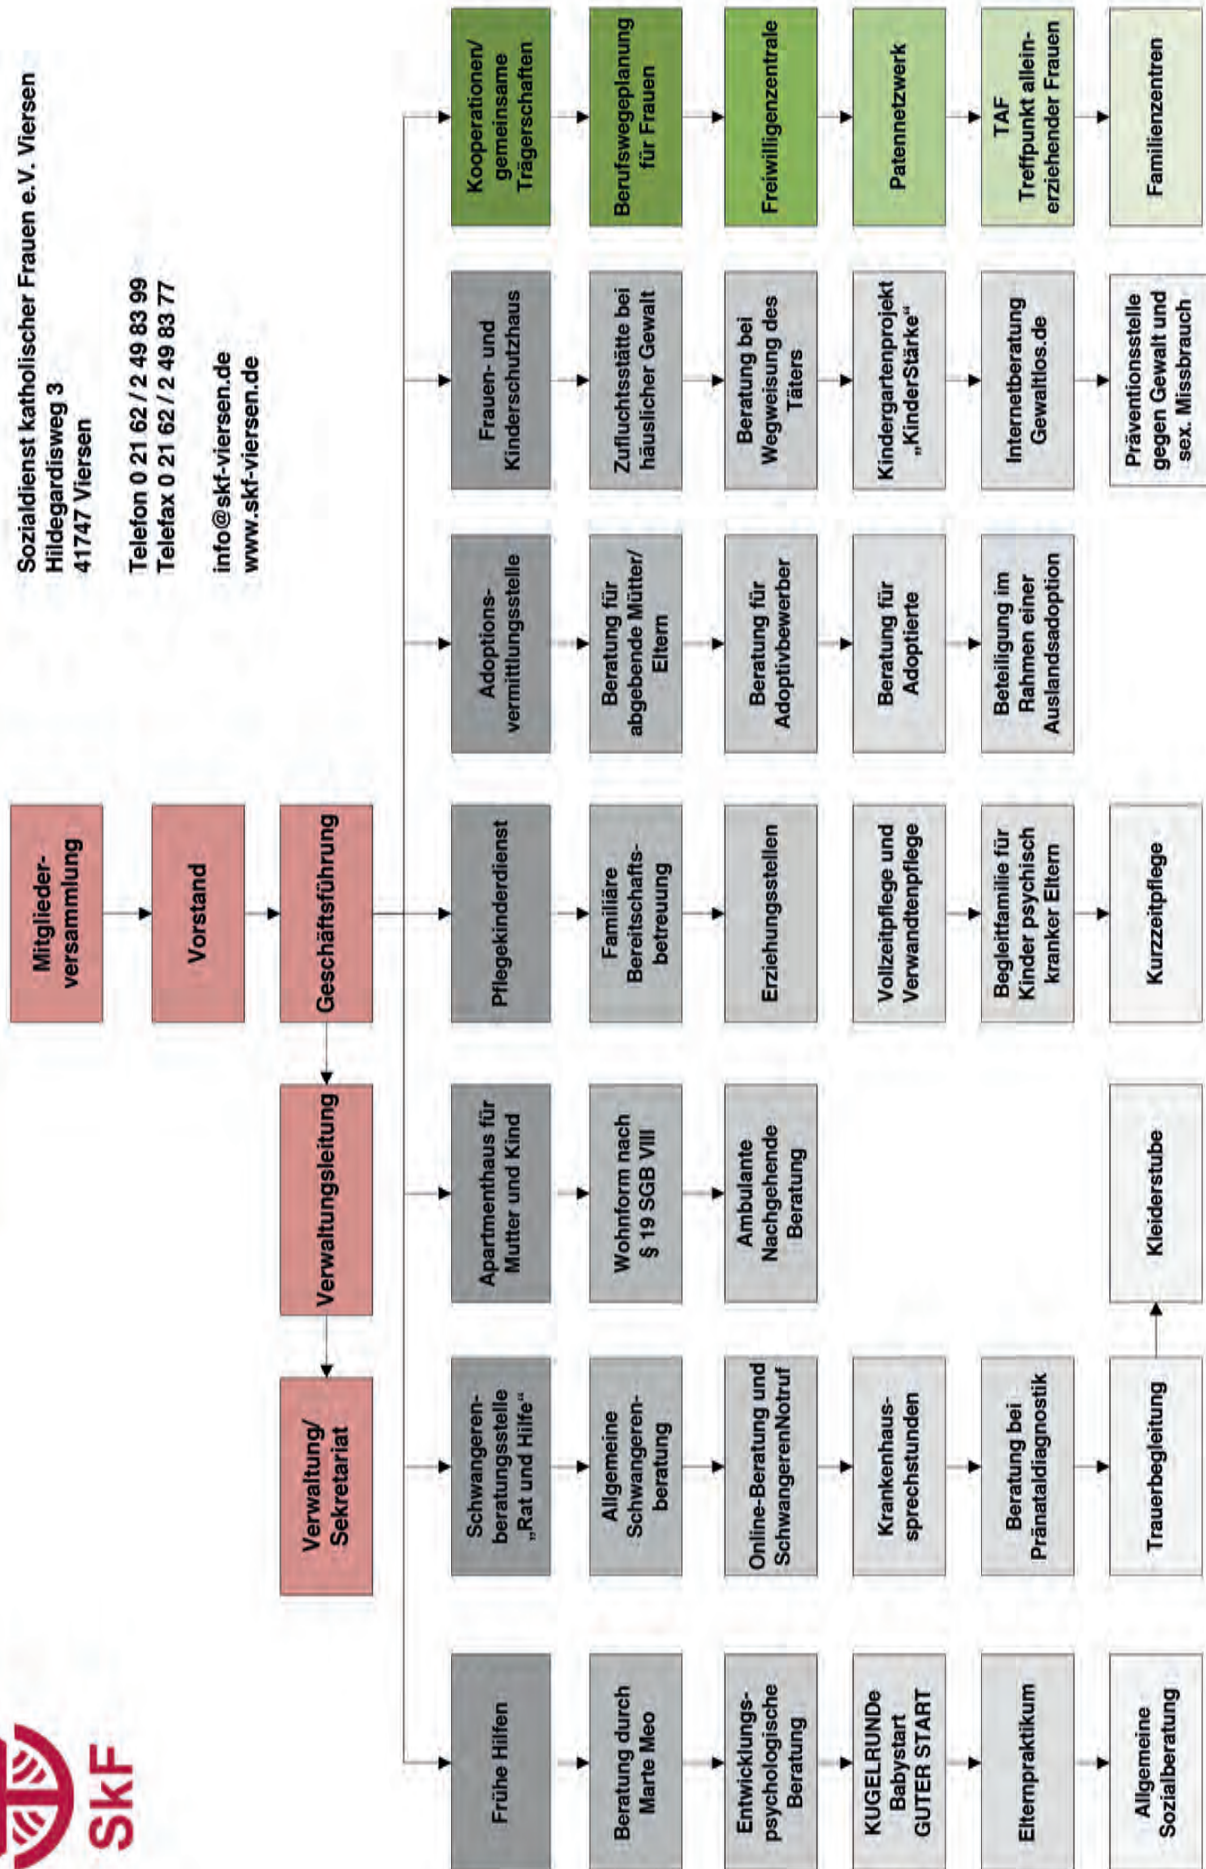 SkF
Sozialdienst katholischer Frauen e.V. Viersen
Hildegardisweg 3
41747 Viersen
Telefon 0 21 62 / 2 49 83 99
Telefax 0 21 62 / 2 49 83 77
info@skf-viersen.de
www.skf-viersen.de
Mitglieder-
versammlung
Vorstand
Verwaltung/
Sekretariat
Verwaltungsleitung
Geschäftsführung
Frühe Hilfen
Beratung durch
Marte Meo
Entwicklungs-
psychologische
Beratung
KUGELRUNDe
Babystart
GUTER START
Elternpraktikum
Allgemeine
Sozialberatung
Schwangeren-
beratungsstelle
„Rat und Hilfe“
Allgemeine
Schwangeren-
beratung
Online-Beratung und
SchwangerenNotruf
Krankenhaus-
sprechstunden
Beratung bei
Pränataldiagnostik
Trauerbegleitung
Kleiderstube
Apartmenthaus für
Mutter und Kind
Wohnform nach
§ 19 SGB VIII
Ambulante
Nachgehende
Beratung
Pflegekinderdienst
Familiäre
Bereitschafts-
betreuung
Erziehungsstellen
Vollzeitpflege und
Verwandtenpflege
Begleitfamilie für
Kinder psychisch
kranker Eltern
Kurzzeitpflege
Adoptions-
vermittlungsstelle
Beratung für
abgebende Mütter/
Eltern
Beratung für
Adoptivbewerber
Beratung für
Adoptierte
Beteiligung im
Rahmen einer
Auslandsadoption
Frauen- und
Kinderschutzhaus
Zufluchtsstätte bei
häuslicher Gewalt
Beratung bei
Wegweisung des
Täters
Kindergartenprojekt
„KinderStärke“
Internetberatung
Gewaltlos.de
Präventionsstelle
gegen Gewalt und
sex. Missbrauch
Kooperationen/
gemeinsame
Trägerschaften
Berufswegeplanung
für Frauen
Freiwilligenzentrale
Patennetzwerk
TAF
Treffpunkt allein-
erziehender Frauen
Familienzentren